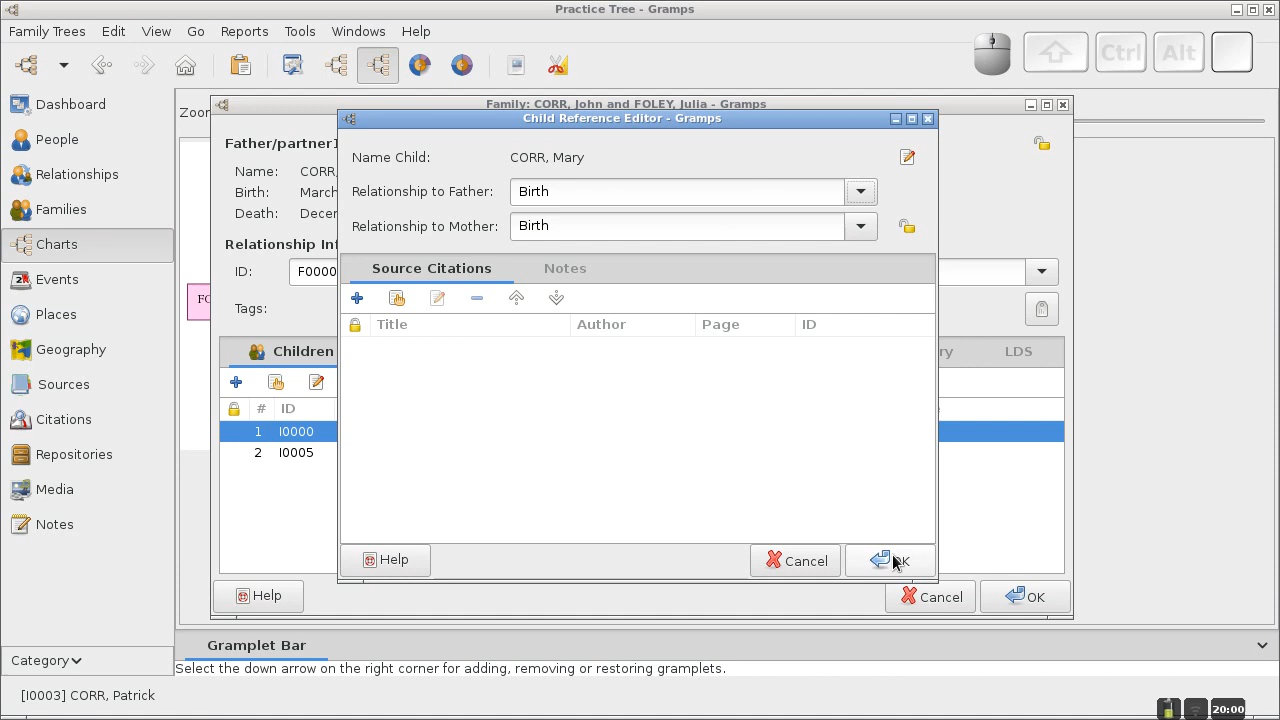 Practice Tree - Gramps
Family Trees Edit View Go Reports Tools Windows Help
Ctrl Alt
Dashboard
People
Relationships
Families
Charts
Events
Places
Geography
Sources
Citations
Repositories
Media
Notes
Category
Family: CORR, John and FOLEY, Julia - Gramps
Father/partner
Name: CORR,
Birth: March
Death: Decem
Relationship Inf
ID: F0000
Tags:
Children
LDS
# ID
1 I0000
2 I0005
Help
Cancel
OK
Child Reference Editor - Gramps
Name Child: CORR, Mary
Relationship to Father: Birth
Relationship to Mother: Birth
Source Citations Notes
Title Author Page ID
Help Cancel OK
Gramplet Bar
Select the down arrow on the right corner for adding, removing or restoring gramplets.
[I0003] CORR, Patrick
20:00